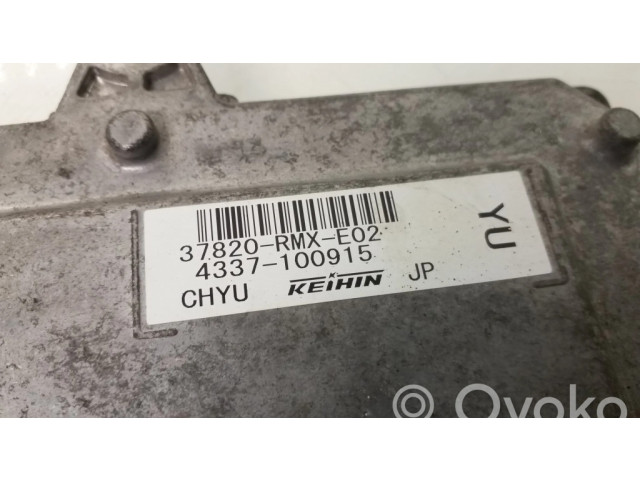 37820-RMX-E02
4337-100915
CHYU KEIHIN JP
YU
Ovoko